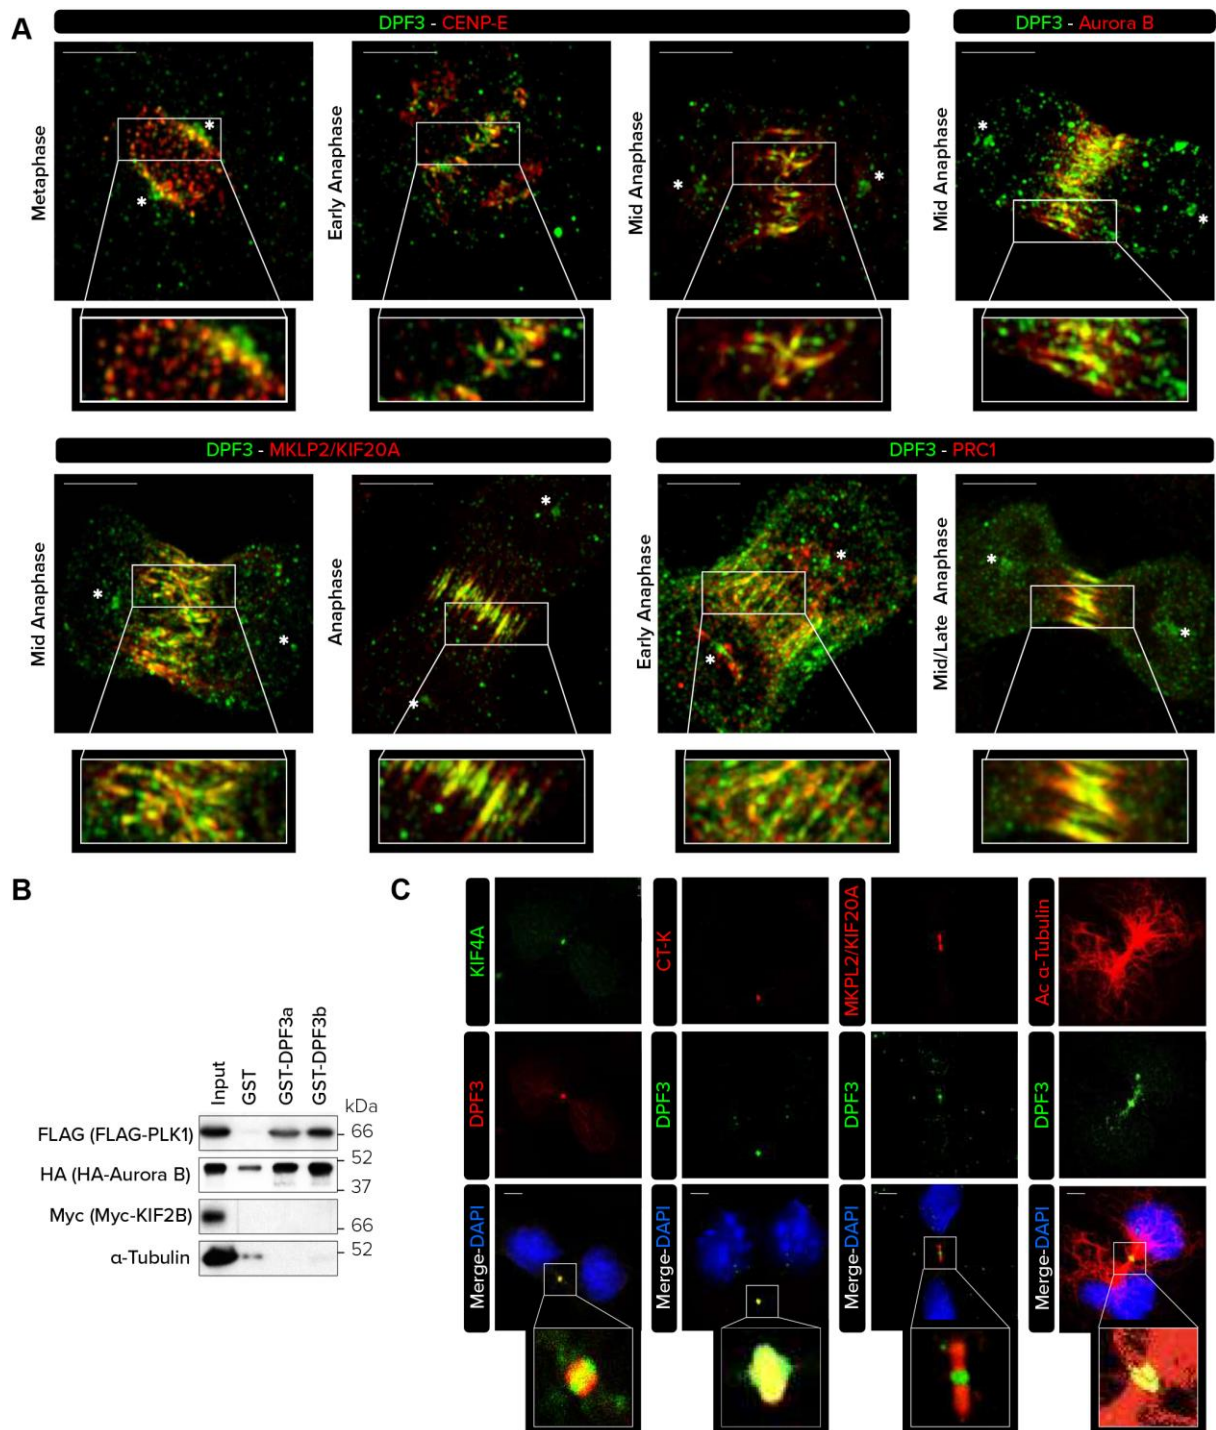 A
DPF3 - CENP-E
DPF3 - Aurora B
Metaphase
*
*
Early Anaphase
Mid Anaphase
*
*
Mid Anaphase
*
*
DPF3 - MKLP2/KIF20A
DPF3 - PRC1
Mid Anaphase
*
*
Anaphase
*
*
Early Anaphase
*
*
Mid/Late Anaphase
*
*
B
Input
GST
GST-DPF3a
GST-DPF3b
kDa
FLAG (FLAG-PLK1)
66
HA (HA-Aurora B)
52
37
Myc (Myc-KIF2B)
66
α-Tubulin
52
C
KIF4A
CT-K
MKPL2/KIF20A
Ac α-Tubulin
DPF3
DPF3
DPF3
DPF3
Merge-DAPI
Merge-DAPI
Merge-DAPI
Merge-DAPI